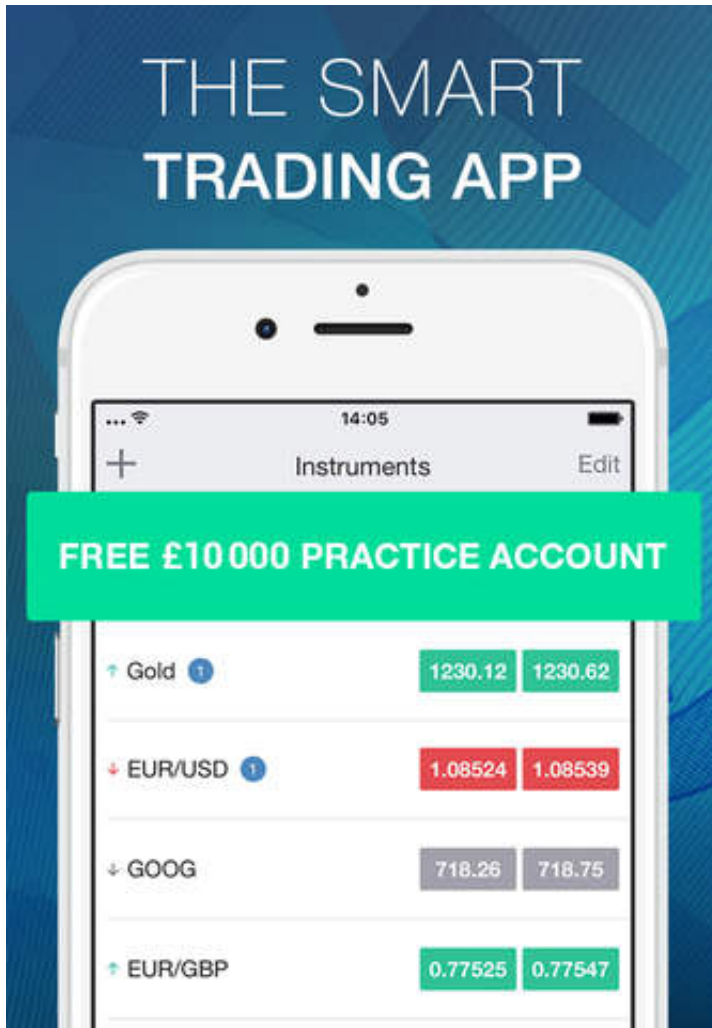 THE SMART
TRADING APP
14:05
Instruments Edit
FREE £10 000 PRACTICE ACCOUNT
Gold 1 1230.12 1230.62
EUR/USD 1 1.08524 1.08539
GOOG 718.26 718.75
EUR/GBP 0.77525 0.77547